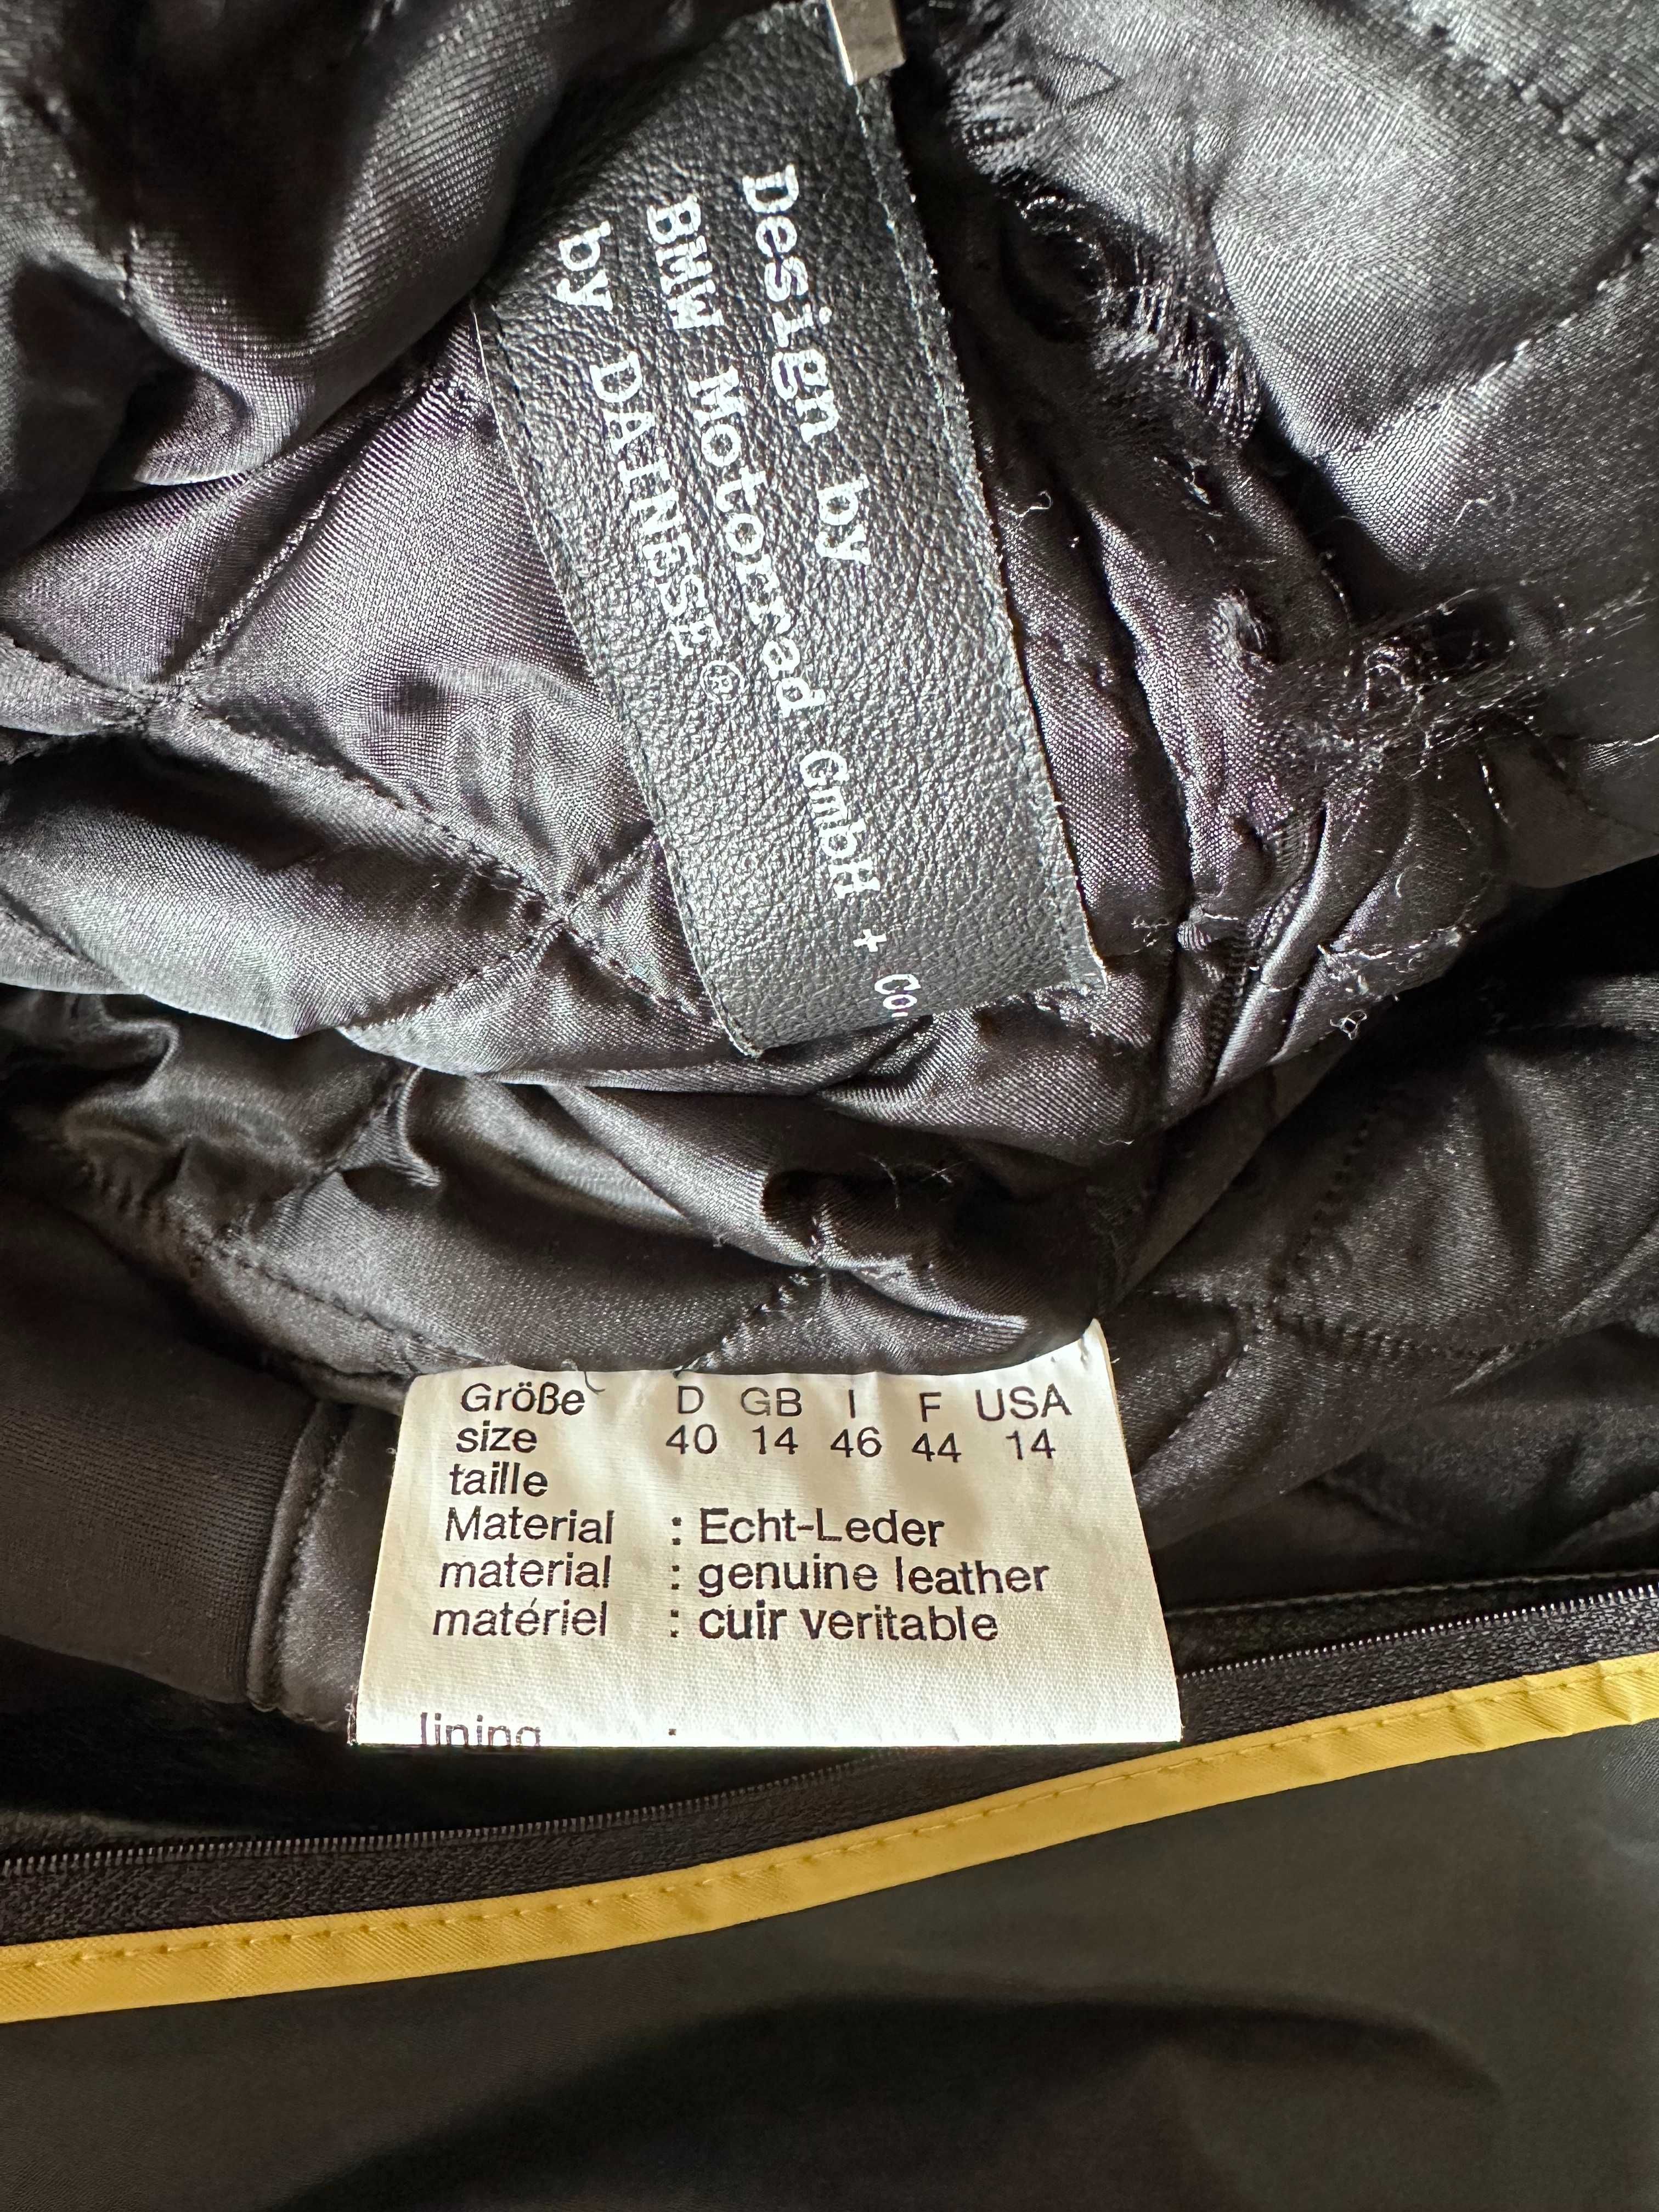 Design by
BMW Motorrad GmbH +
by DAINESE®
Größe D GB I F USA
size 40 14 46 44 14
taille
Material : Echt-Leder
material : genuine leather
matériel : cuir veritable
lining :